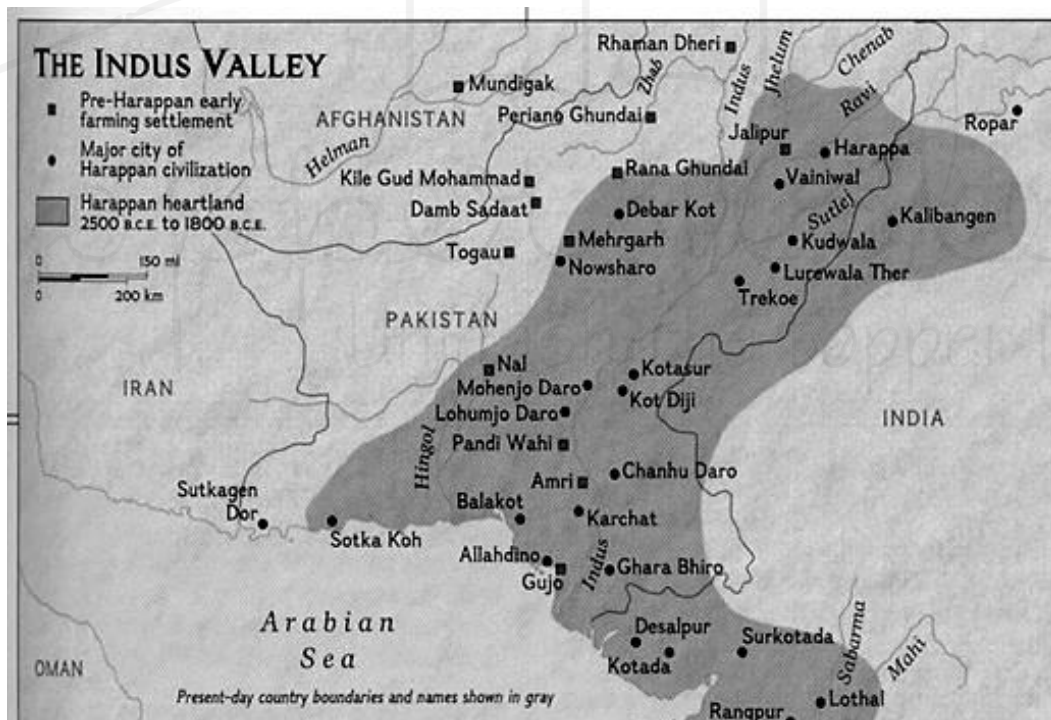 THE INDUS VALLEY
Pre-Harappan early
farming settlement
Major city of
Harappan civilization
Harappan heartland
2500 B.C.E. TO 1800 B.C.E.
0 150 mi
0 200 km
Rhaman Dheri
Mundigak
AFGHANISTAN
Periano Ghundai
Zhab
Indus
Jhelum
Chenab
Ravi
Ropar
Helman
Jalipur
Harappa
Kile Gud Mohammad
Rana Ghundai
Vainiwal
Damb Sadaat
Debar Kot
Sutlej
Kalibangen
Togau
Mehrgarh
Kudwala
Nowsharo
Lurewala Ther
Trekoe
PAKISTAN
IRAN
Nal
Kotasur
Mohenjo Daro
Kot Diji
Lohumjo Daro
INDIA
Pandi Wahi
Hingol
Amri
Chanhu Daro
Sutkagen
Dor
Balakot
Karchat
Sotka Koh
Allahdino
Gujo
Indus
Ghara Bhiro
Arabian
Sea
Desalpur
Surkotada
Kotada
Sabarma
Mahi
OMAN
Present-day country boundaries and names shown in gray
Lothal
Rangpur